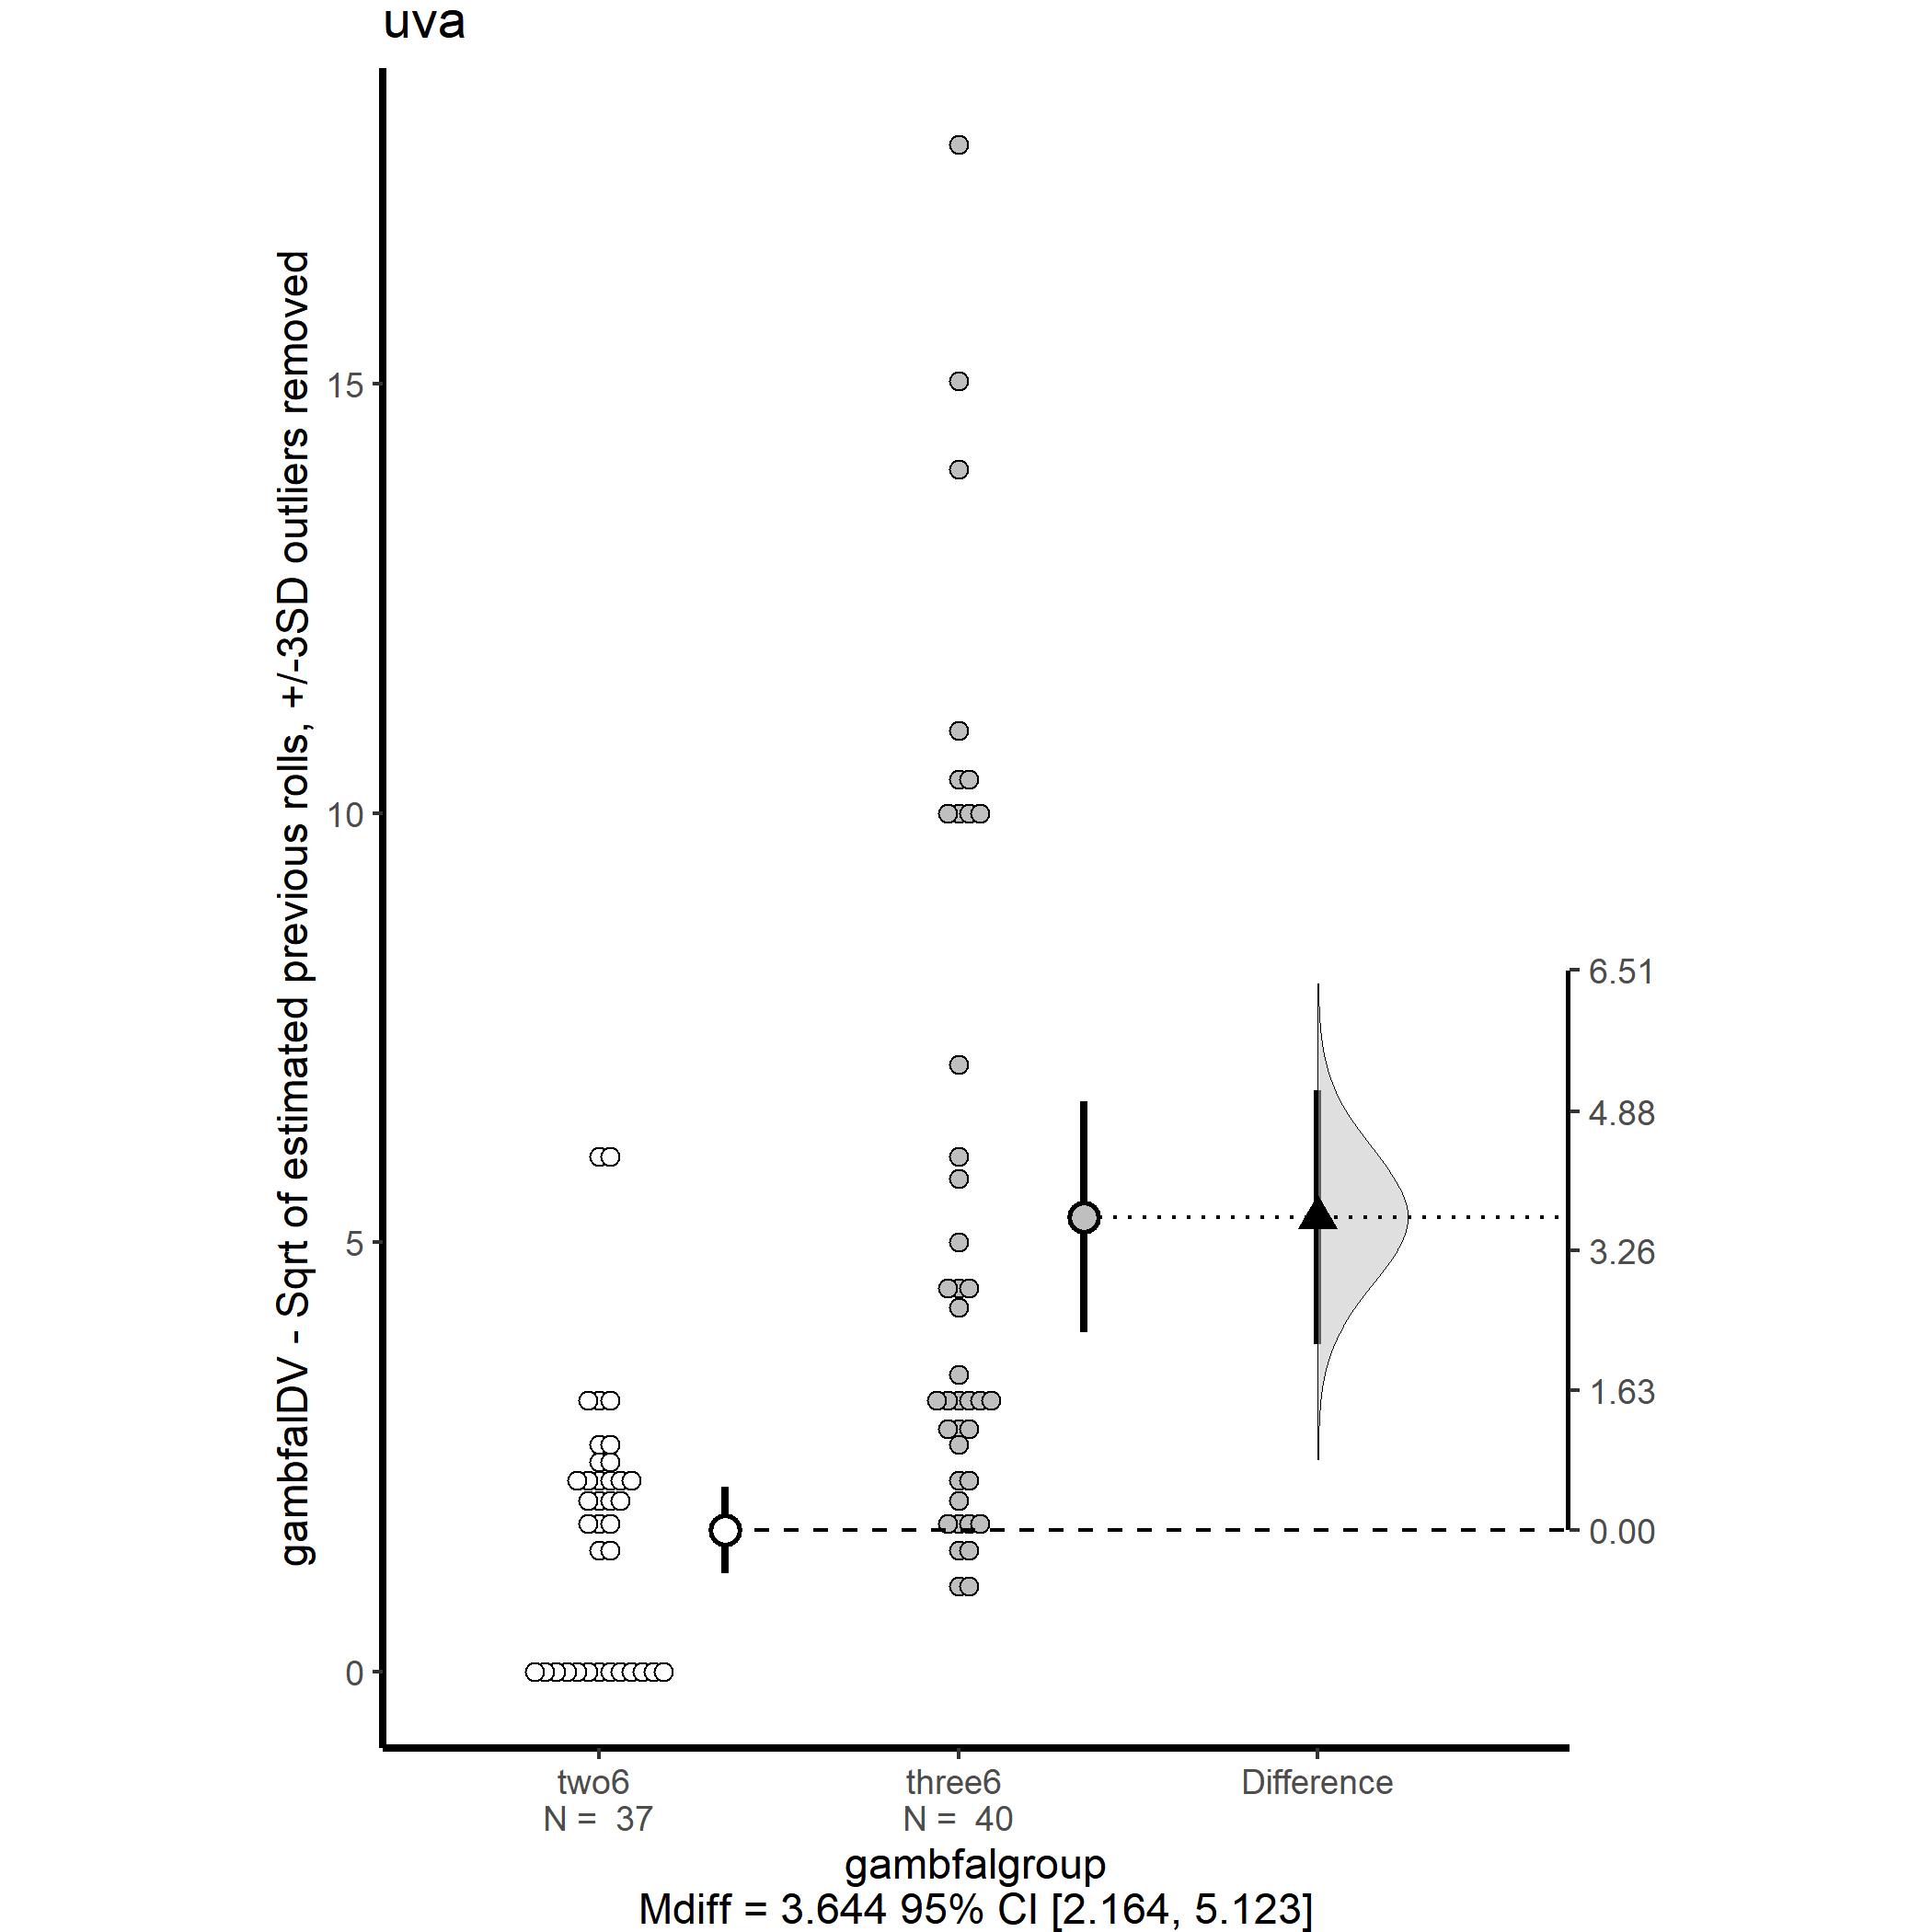 uva
gambfalDV - Sqrt of estimated previous rolls, +/-3SD outliers removed
15
10
5
0
6.51
4.88
3.26
1.63
0.00
two6
N =  37
three6
N =  40
Difference
gambfalgroup
Mdiff = 3.644 95% CI [2.164, 5.123]